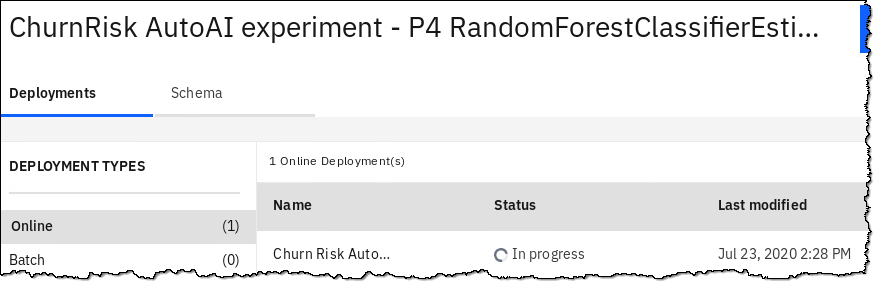 ChurnRisk AutoAI experiment - P4 RandomForestClassifierEsti...
Deployments Schema
DEPLOYMENT TYPES
Online (1)
Batch (0)
1 Online Deployment(s)
Name Status Last modified
Churn Risk Auto... In progress Jul 23, 2020 2:28 PM